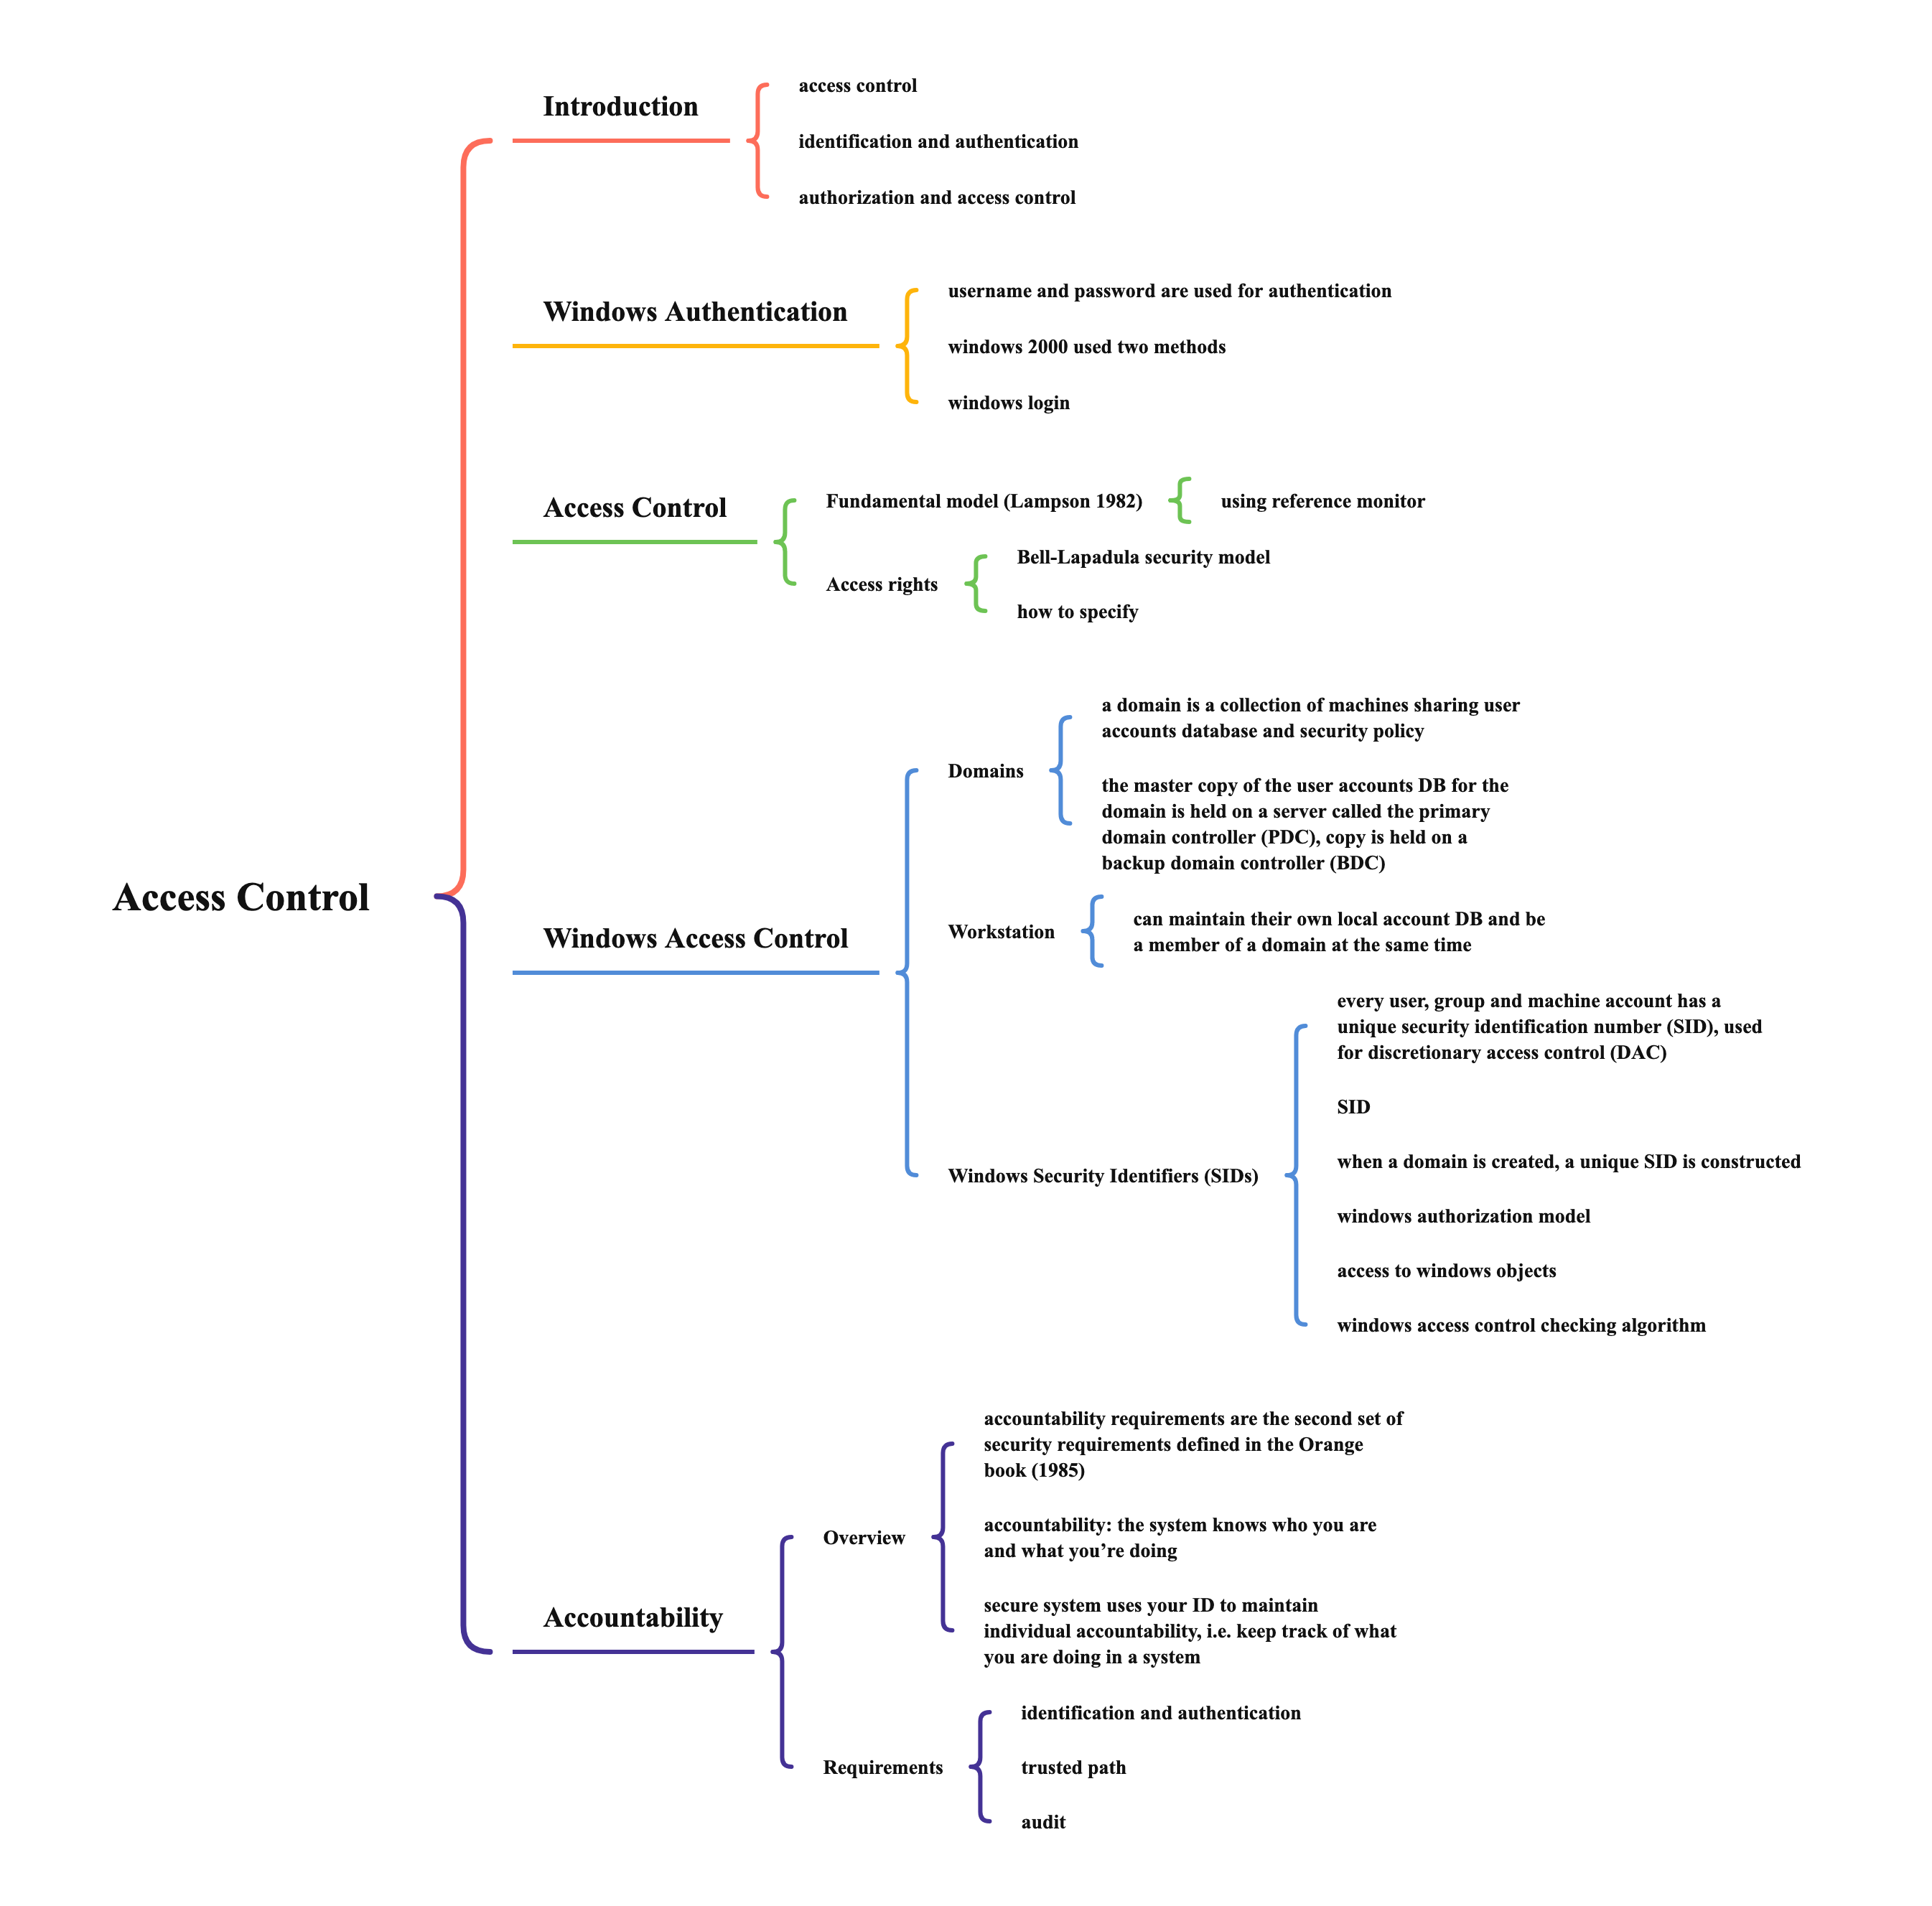 Access Control
Introduction
access control
identification and authentication
authorization and access control
Windows Authentication
username and password are used for authentication
windows 2000 used two methods
windows login
Access Control
Fundamental model (Lampson 1982)
using reference monitor
Access rights
Bell-Lapadula security model
how to specify
Windows Access Control
Domains
a domain is a collection of machines sharing user
accounts database and security policy
the master copy of the user accounts DB for the
domain is held on a server called the primary
domain controller (PDC), copy is held on a
backup domain controller (BDC)
Workstation
can maintain their own local account DB and be
a member of a domain at the same time
Windows Security Identifiers (SIDs)
every user, group and machine account has a
unique security identification number (SID), used
for discretionary access control (DAC)
SID
when a domain is created, a unique SID is constructed
windows authorization model
access to windows objects
windows access control checking algorithm
Accountability
Overview
accountability requirements are the second set of
security requirements defined in the Orange
book (1985)
accountability: the system knows who you are
and what you’re doing
secure system uses your ID to maintain
individual accountability, i.e. keep track of what
you are doing in a system
Requirements
identification and authentication
trusted path
audit